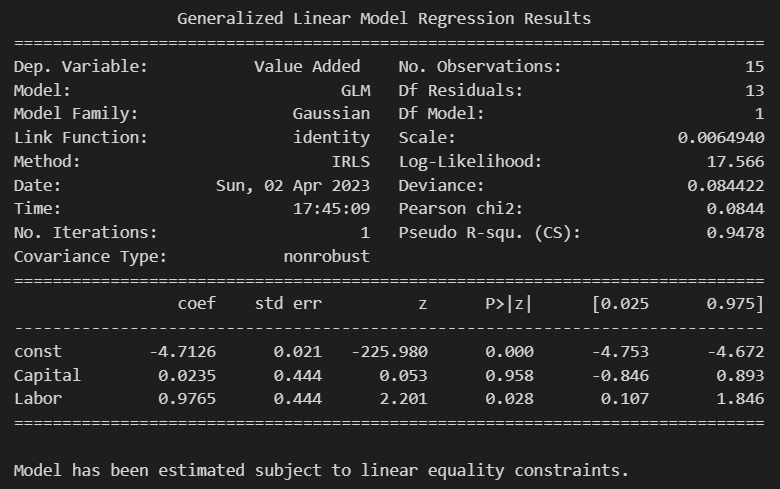 Generalized Linear Model Regression Results
==============================================================================
Dep. Variable:            Value Added   No. Observations:                   15
Model:                            GLM   Df Residuals:                       13
Model Family:                Gaussian   Df Model:                            1
Link Function:               identity   Scale:                       0.0064940
Method:                          IRLS   Log-Likelihood:                 17.566
Date:                Sun, 02 Apr 2023   Deviance:                     0.084422
Time:                        17:45:09   Pearson chi2:                   0.0844
No. Iterations:                     1   Pseudo R-squ. (CS):             0.9478
Covariance Type:            nonrobust
==============================================================================
                 coef    std err          z      P>|z|      [0.025      0.975]
------------------------------------------------------------------------------
const         -4.7126      0.021   -225.980      0.000      -4.753      -4.672
Capital        0.0235      0.444      0.053      0.958      -0.846       0.893
Labor          0.9765      0.444      2.201      0.028       0.107       1.846
==============================================================================

Model has been estimated subject to linear equality constraints.